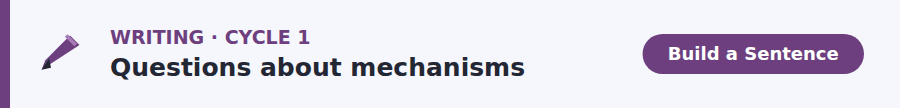 WRITING · CYCLE 1
Questions about mechanisms
Build a Sentence